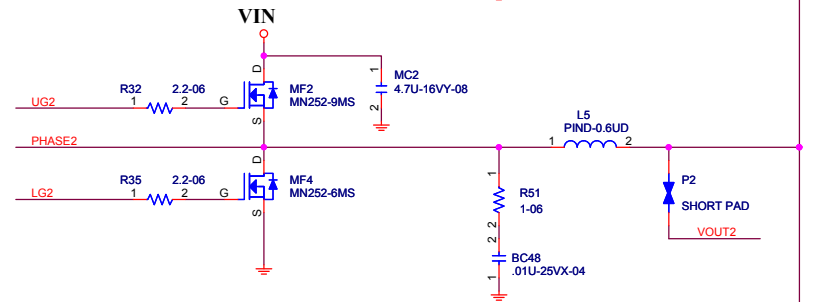 VIN
D
1
MC2
4.7U-16VY-08
2
R32
2.2-06
1
2
G
MF2
MN252-9MS
UG2
S
L5
PIND-0.6UD
1
2
PHASE2
D
R35
2.2-06
1
2
G
MF4
MN252-6MS
LG2
S
1
R51
1-06
2
P2
SHORT PAD
VOUT2
2
BC48
.01U-25VX-04
1